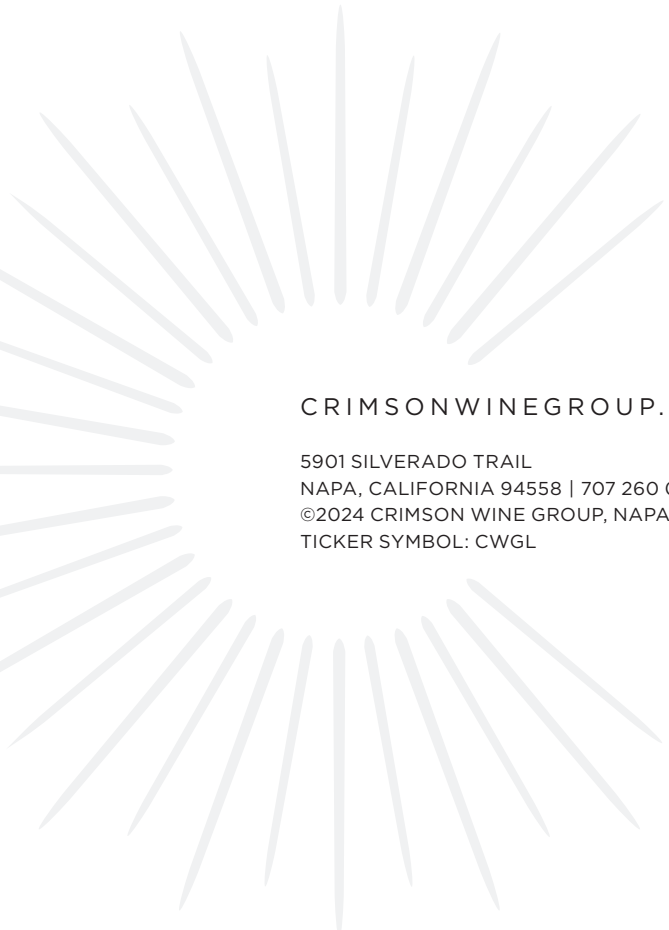 CRIMSONWINEGROUP.
5901 SILVERADO TRAIL
NAPA, CALIFORNIA 94558 | 707 260
©2024 CRIMSON WINE GROUP, NAPA
TICKER SYMBOL: CWGL